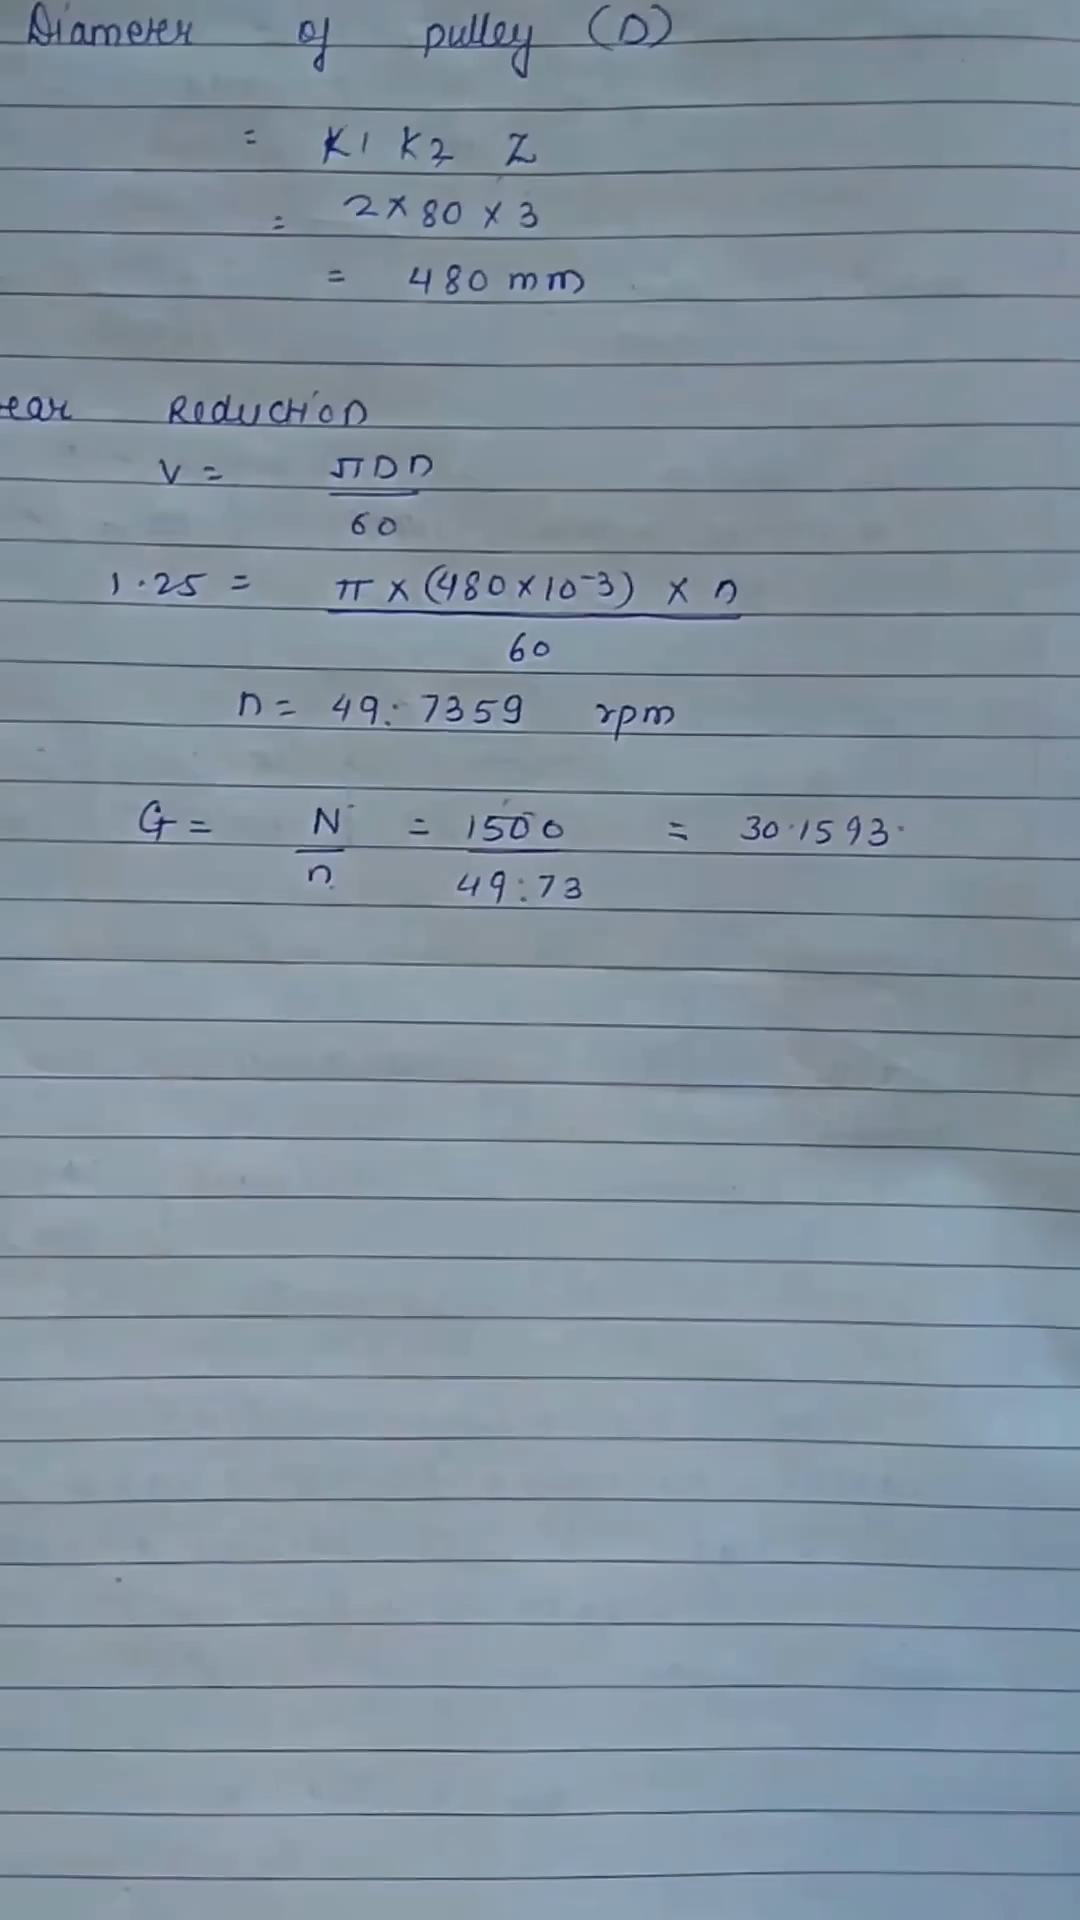 Diameter of pulley (D)
= K1 K2 Z
= 2 × 80 × 3
= 480 mm
ear Reduction
V = πDn
60
1.25 = π × (480 × 10-3) × n
60
n = 49.7359 rpm
G = N = 1500 = 30.1593
n 49.73